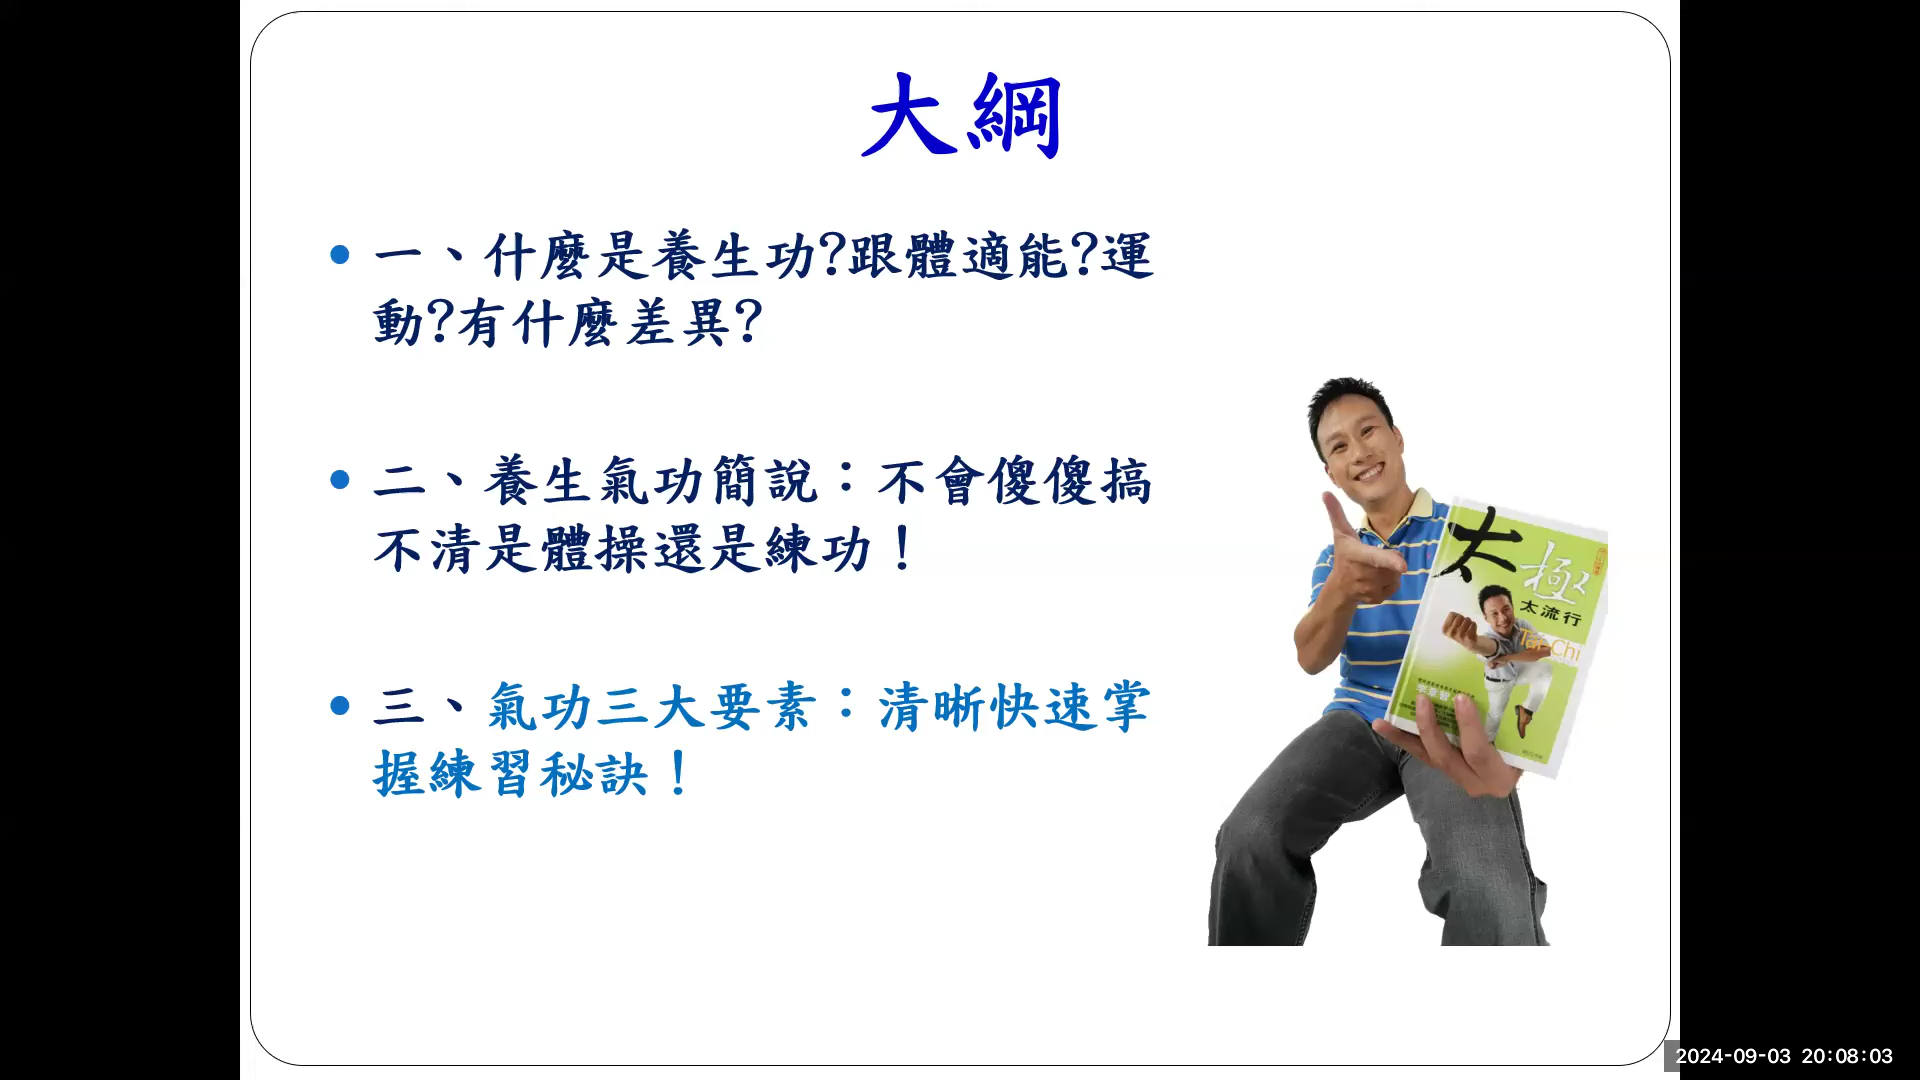 大綱
一、什麼是養生功?跟體適能?運
動?有什麼差異?
二、養生氣功簡說：不會傻傻搞
不清是體操還是練功！
三、氣功三大要素：清晰快速掌
握練習秘訣！
太極
太流行
Tai Chi
2024-09-03 20:08:03